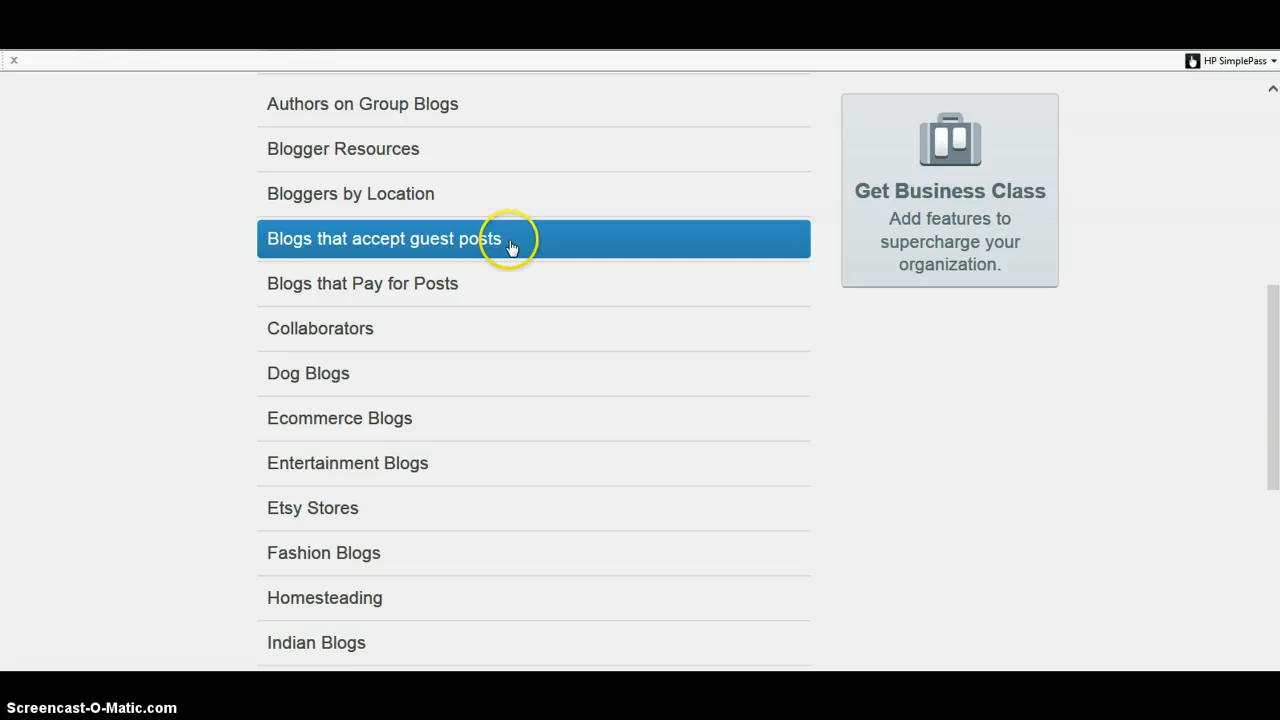 x
HP SimplePass
Authors on Group Blogs
Blogger Resources
Bloggers by Location
Blogs that accept guest posts
Blogs that Pay for Posts
Collaborators
Dog Blogs
Ecommerce Blogs
Entertainment Blogs
Etsy Stores
Fashion Blogs
Homesteading
Indian Blogs
Get Business Class
Add features to
supercharge your
organization.
Screencast-O-Matic.com